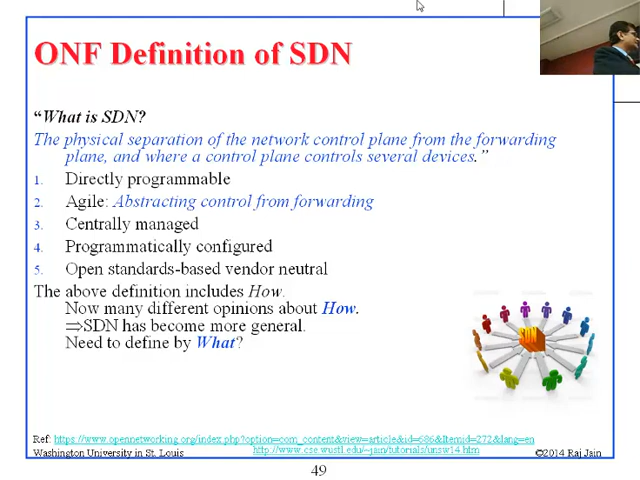 ONF Definition of SDN
“What is SDN?
The physical separation of the network control plane from the forwarding
plane, and where a control plane controls several devices.”
1. Directly programmable
2. Agile: Abstracting control from forwarding
3. Centrally managed
4. Programmatically configured
5. Open standards-based vendor neutral
The above definition includes How.
Now many different opinions about How.
⇒SDN has become more general.
Need to define by What?
SDN
Ref: https://www.opennetworking.org/index.php?option=com_content&view=article&id=686&Itemid=272&lang=en
http://www.cse.wustl.edu/~jain/tutorials/unsw14.htm
Washington University in St. Louis
©2014 Raj Jain
49